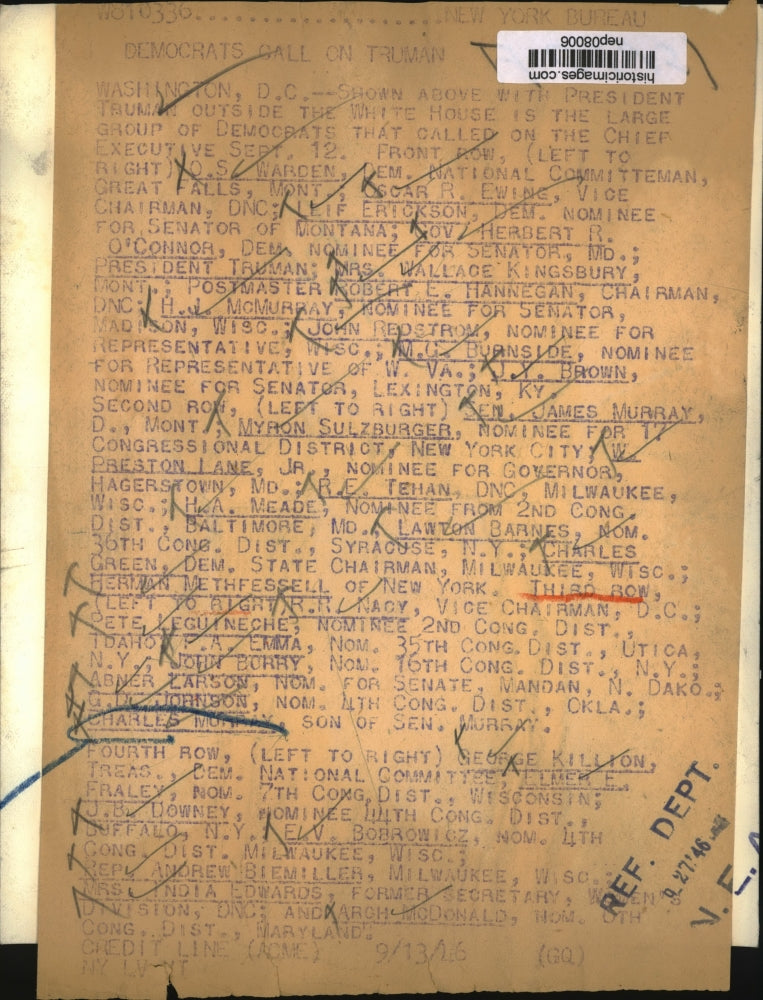 W810336.....................NEW YORK BUREAU
DEMOCRATS CALL ON TRUMAN
historicimages.com
nep08006
WASHINGTON, D.C.--SHOWN ABOVE WITH PRESIDENT
TRUMAN OUTSIDE THE WHITE HOUSE IS THE LARGE
GROUP OF DEMOCRATS THAT CALLED ON THE CHIEF
EXECUTIVE SEPT. 12. FRONT ROW, (LEFT TO
RIGHT) O.S. WARDEN, DEM. NATIONAL COMMITTEMAN,
GREAT FALLS, MONT., OSCAR R. EWING, VICE
CHAIRMAN, DNC; LEIF ERICKSON, DEM. NOMINEE
FOR SENATOR OF MONTANA; GOV. HERBERT R.
O'CONNOR, DEM. NOMINEE FOR SENATOR, MD.;
PRESIDENT TRUMAN; MRS. WALLACE KINGSBURY,
MONT.; POSTMASTER ROBERT E. HANNEGAN, CHAIRMAN,
DNC; H.J. MCMURRAY, NOMINEE FOR SENATOR,
MADISON, WISC.; JOHN REDSTROM, NOMINEE FOR
REPRESENTATIVE, WISC., M.G. BURNSIDE, NOMINEE
FOR REPRESENTATIVE OF W. VA.; J.Y. BROWN,
NOMINEE FOR SENATOR, LEXINGTON, KY.
SECOND ROW, (LEFT TO RIGHT) SEN. JAMES MURRAY,
D., MONT.; MYRON SULZBURGER, NOMINEE FOR 17
CONGRESSIONAL DISTRICT, NEW YORK CITY; W.
PRESTON LANE, JR., NOMINEE FOR GOVERNOR,
HAGERSTOWN, MD.; R.E. TEHAN, DNC, MILWAUKEE,
WISC.; H.A. MEADE, NOMINEE FROM 2ND CONG.
DIST., BALTIMORE, MD., LAWTON BARNES, NOM.
36TH CONG. DIST., SYRACUSE, N.Y.; CHARLES
GREEN, DEM. STATE CHAIRMAN, MILWAUKEE, WISC.;
HERMAN METHFESSELL OF NEW YORK. THIRD ROW,
(LEFT TO RIGHT) R.R. NACY, VICE CHAIRMAN, D.C.;
PETE LEGUINECHE, NOMINEE 2ND CONG. DIST.,
IDAHO; F.A. EMMA, NOM. 35TH CONG. DIST., UTICA,
N.Y., JOHN BURRY, NOM. 16TH CONG. DIST., N.Y.;
ABNER LARSON, NOM. FOR SENATE, MANDAN, N. DAKO.;
JOHNSON, NOM. 4TH CONG. DIST., OKLA.;
CHARLES MURRAY, SON OF SEN. MURRAY.
FOURTH ROW, (LEFT TO RIGHT) GEORGE KILLION,
TREAS., DEM. NATIONAL COMMITTEE, ELMER E.
FRALEY, NOM. 7TH CONG. DIST., WISCONSIN;
J.B. DOWNEY, NOMINEE 44TH CONG. DIST.,
BUFFALO, N.Y. E.V. BOBROWICZ, NOM. 4TH
CONG. DIST. MILWAUKEE, WISC.;
REP. ANDREW BIEMILLER, MILWAUKEE, WISC.;
MRS. INDIA EDWARDS, FORMER SECRETARY, WOMEN'S
DIVISION, DNC; AND ARCH MCDONALD, NOM. 6TH
CONG. DIST., MARYLAND.
CREDIT LINE (ACME) 9/13/46 (GQ)
NY LV-NT
REF. DEPT.
9.27'46
N.E.A